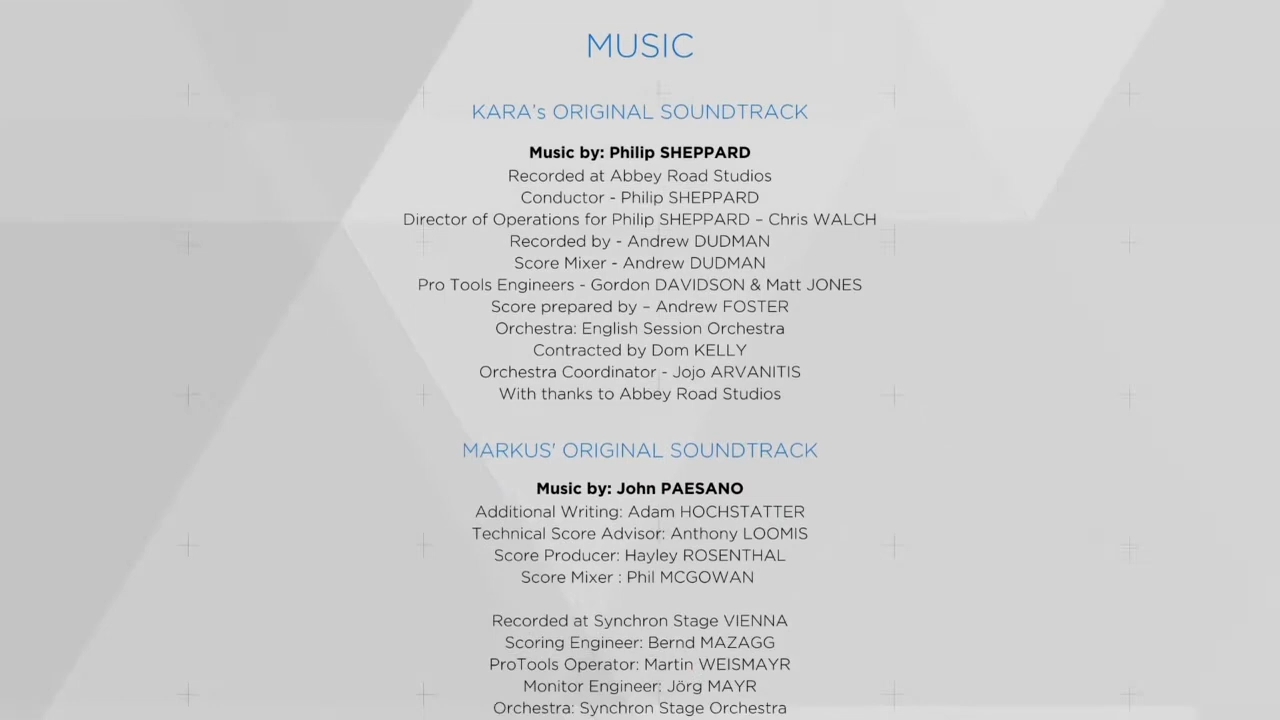 MUSIC
KARA's ORIGINAL SOUNDTRACK
Music by: Philip SHEPPARD
Recorded at Abbey Road Studios
Conductor - Philip SHEPPARD
Director of Operations for Philip SHEPPARD – Chris WALCH
Recorded by - Andrew DUDMAN
Score Mixer - Andrew DUDMAN
Pro Tools Engineers - Gordon DAVIDSON & Matt JONES
Score prepared by – Andrew FOSTER
Orchestra: English Session Orchestra
Contracted by Dom KELLY
Orchestra Coordinator - Jojo ARVANITIS
With thanks to Abbey Road Studios
MARKUS' ORIGINAL SOUNDTRACK
Music by: John PAESANO
Additional Writing: Adam HOCHSTATTER
Technical Score Advisor: Anthony LOOMIS
Score Producer: Hayley ROSENTHAL
Score Mixer : Phil MCGOWAN
Recorded at Synchron Stage VIENNA
Scoring Engineer: Bernd MAZAGG
ProTools Operator: Martin WEISMAYR
Monitor Engineer: Jörg MAYR
Orchestra: Synchron Stage Orchestra